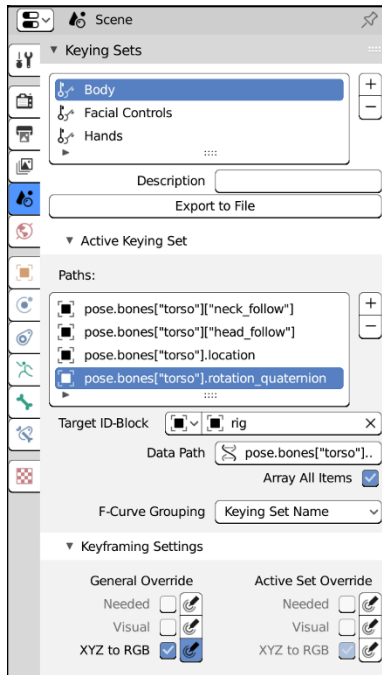 Scene
Keying Sets
Body
Facial Controls
Hands
Description
Export to File
Active Keying Set
Paths:
pose.bones["torso"]["neck_follow"]
pose.bones["torso"]["head_follow"]
pose.bones["torso"].location
pose.bones["torso"].rotation_quaternion
Target ID-Block rig
Data Path pose.bones["torso"]..
Array All Items
F-Curve Grouping Keying Set Name
Keyframing Settings
General Override Active Set Override
Needed Needed
Visual Visual
XYZ to RGB XYZ to RGB